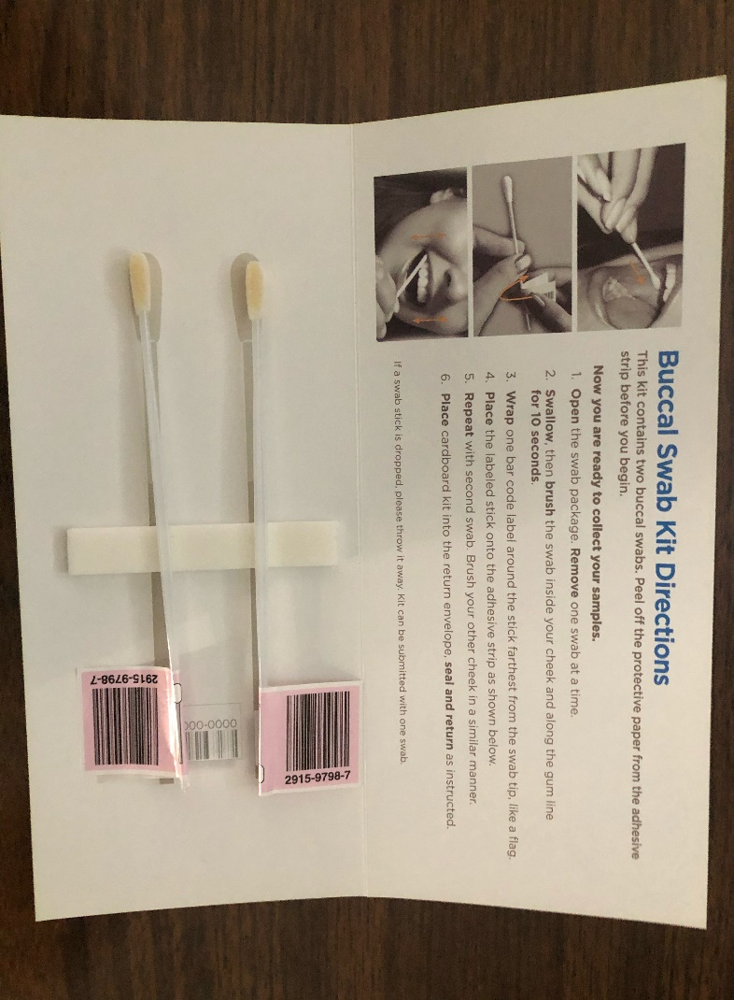 Buccal Swab Kit Directions
This kit contains two buccal swabs. Peel off the protective paper from the adhesive
strip before you begin.
Now you are ready to collect your samples.
1. Open the swab package. Remove one swab at a time.
2. Swallow, then brush the swab inside your cheek and along the gum line
for 10 seconds.
3. Wrap one bar code label around the stick farthest from the swab tip, like a flag.
4. Place the labeled stick onto the adhesive strip as shown below.
5. Repeat with second swab. Brush your other cheek in a similar manner.
6. Place cardboard kit into the return envelope, seal and return as instructed.
If a swab stick is dropped, please throw it away. Kit can be submitted with one swab.
2915-9798-7
000-0000
2915-9798-7